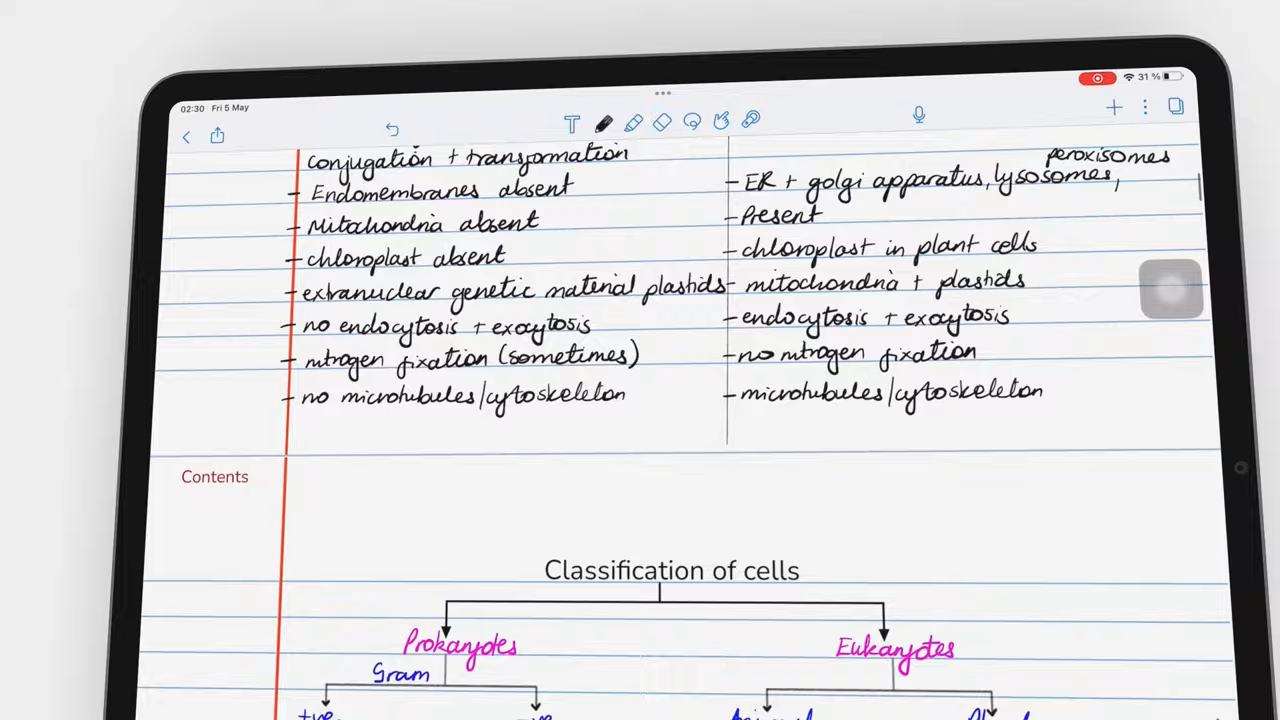 02:30 Fri 5 May
31 %
T
conjugation + transformation
peroxisomes
- Endomembranes absent
- ER + golgi apparatus, lysosomes,
- Mitochondria absent
- Present
- chloroplast absent
- chloroplast in plant cells
- extranuclear genetic material plastids
- mitochondria + plastids
- no endocytosis + exocytosis
- endocytosis + exocytosis
- nitrogen fixation (sometimes)
- no nitrogen fixation
- no microtubules/cytoskeleton
- microtubules/cytoskeleton
Contents
Classification of cells
Prokaryotes
Eukaryotes
Gram
+ve